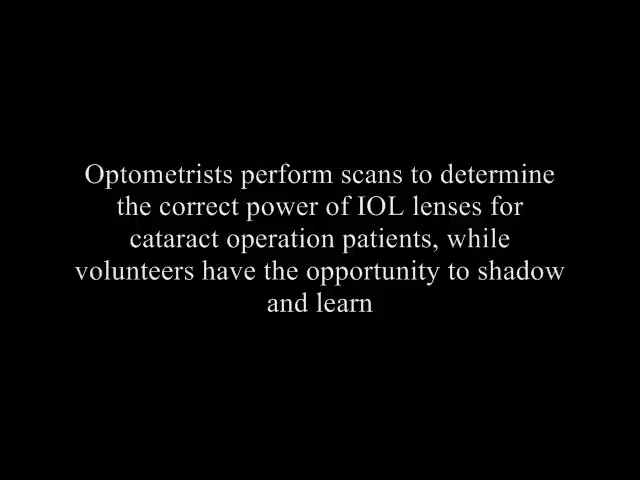 Optometrists perform scans to determine
the correct power of IOL lenses for
cataract operation patients, while
volunteers have the opportunity to shadow
and learn